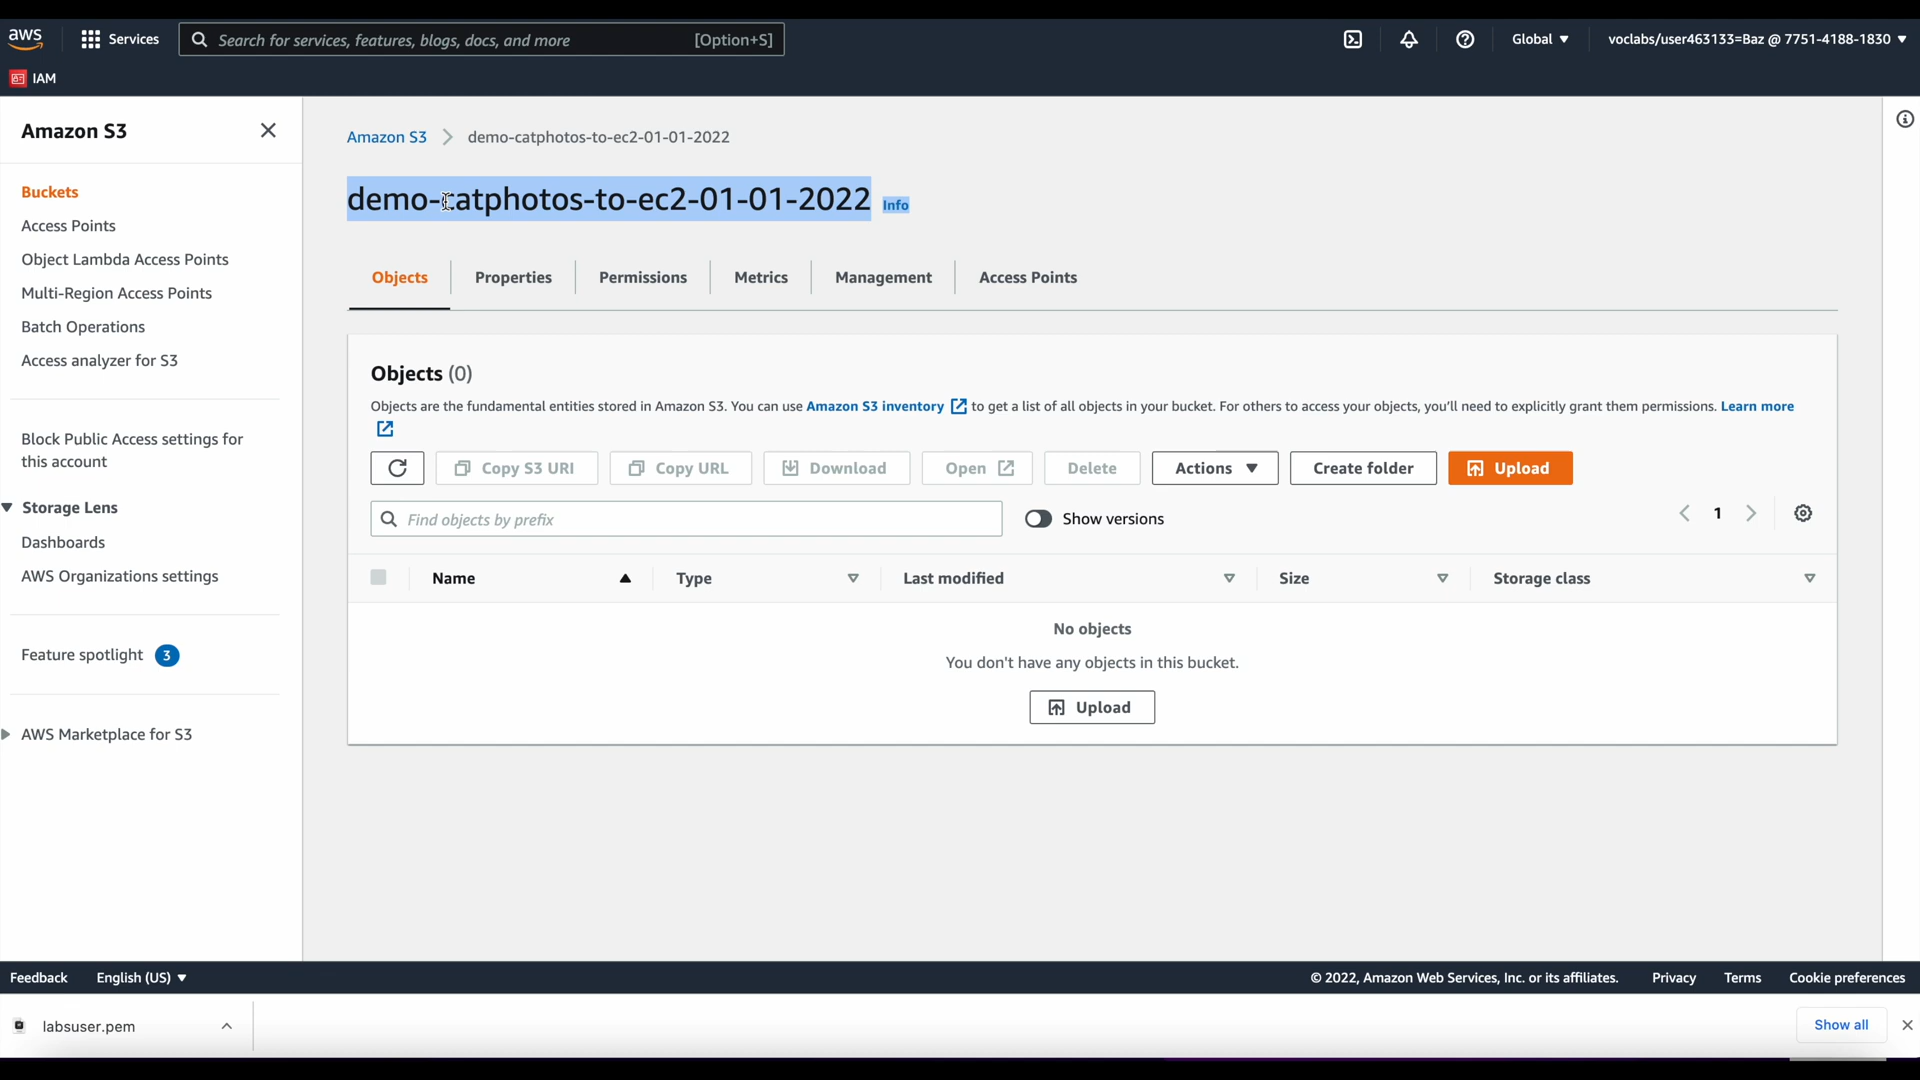 aws
Services
Search for services, features, blogs, docs, and more
[Option+S]
Global
voclabs/user463133=Baz @ 7751-4188-1830
IAM
Amazon S3
Buckets
Access Points
Object Lambda Access Points
Multi-Region Access Points
Batch Operations
Access analyzer for S3
Block Public Access settings for
this account
Storage Lens
Dashboards
AWS Organizations settings
Feature spotlight 3
AWS Marketplace for S3
Amazon S3 > demo-catphotos-to-ec2-01-01-2022
demo-catphotos-to-ec2-01-01-2022 Info
Objects
Properties
Permissions
Metrics
Management
Access Points
Objects (0)
Objects are the fundamental entities stored in Amazon S3. You can use Amazon S3 inventory to get a list of all objects in your bucket. For others to access your objects, you'll need to explicitly grant them permissions. Learn more
Copy S3 URI
Copy URL
Download
Open
Delete
Actions
Create folder
Upload
Find objects by prefix
Show versions
1
Name
Type
Last modified
Size
Storage class
No objects
You don't have any objects in this bucket.
Upload
Feedback
English (US)
© 2022, Amazon Web Services, Inc. or its affiliates.
Privacy
Terms
Cookie preferences
labsuser.pem
Show all